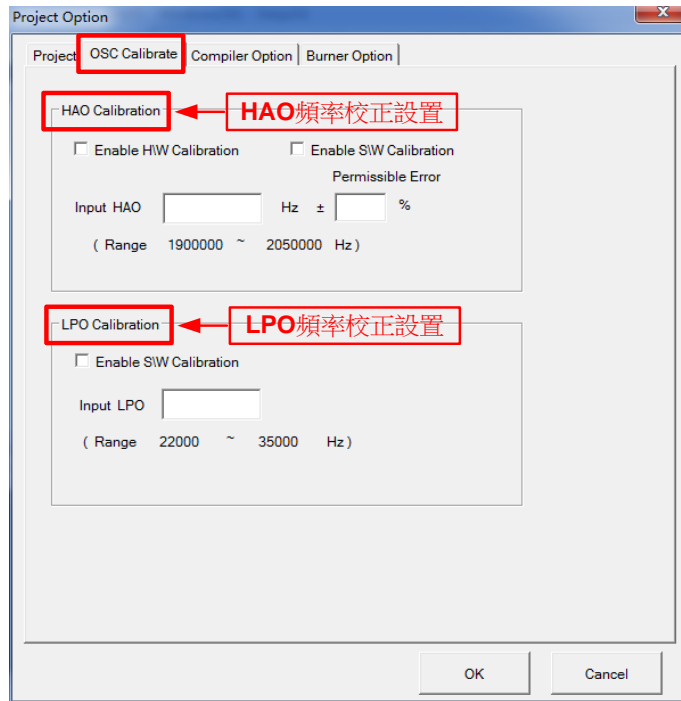 Project Option
Project OSC Calibrate Compiler Option Burner Option
HAO Calibration HAO頻率校正設置
Enable H\W Calibration Enable S\W Calibration
Permissible Error
Input HAO Hz ± %
( Range 1900000 ~ 2050000 Hz )
LPO Calibration LPO頻率校正設置
Enable S\W Calibration
Input LPO
( Range 22000 ~ 35000 Hz )
OK Cancel